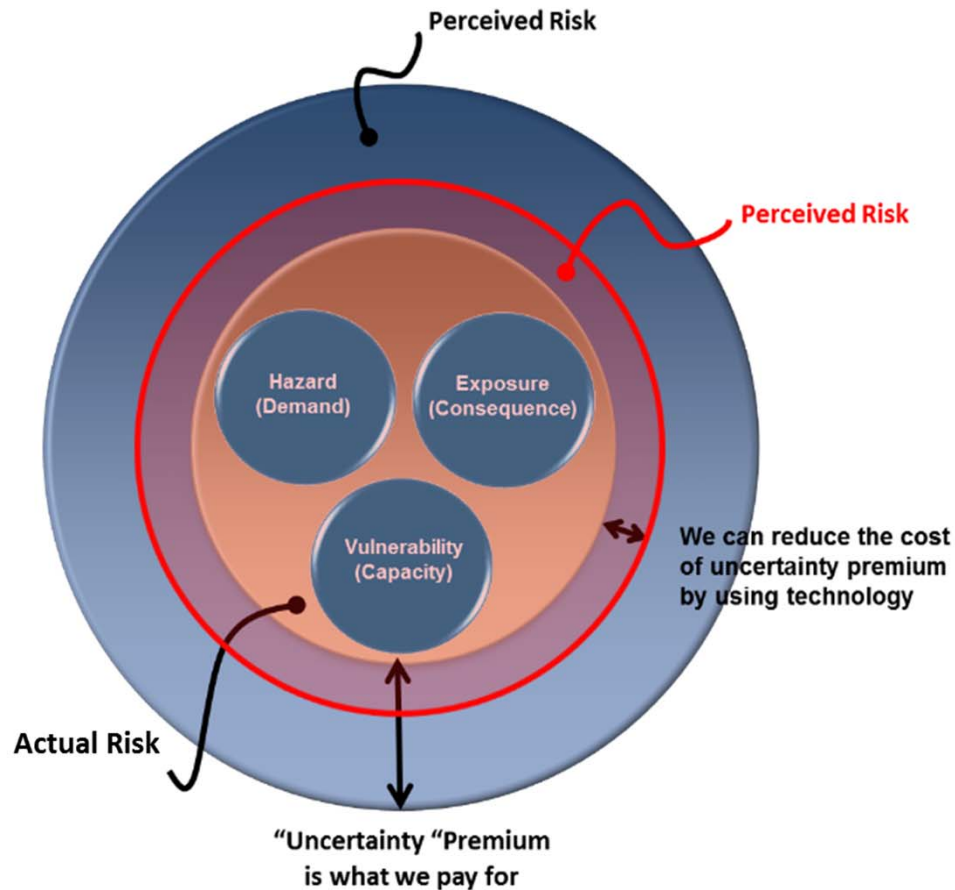 Perceived Risk
Perceived Risk
Hazard
(Demand)
Exposure
(Consequence)
Vulnerability
(Capacity)
We can reduce the cost
of uncertainty premium
by using technology
Actual Risk
“Uncertainty “Premium
is what we pay for